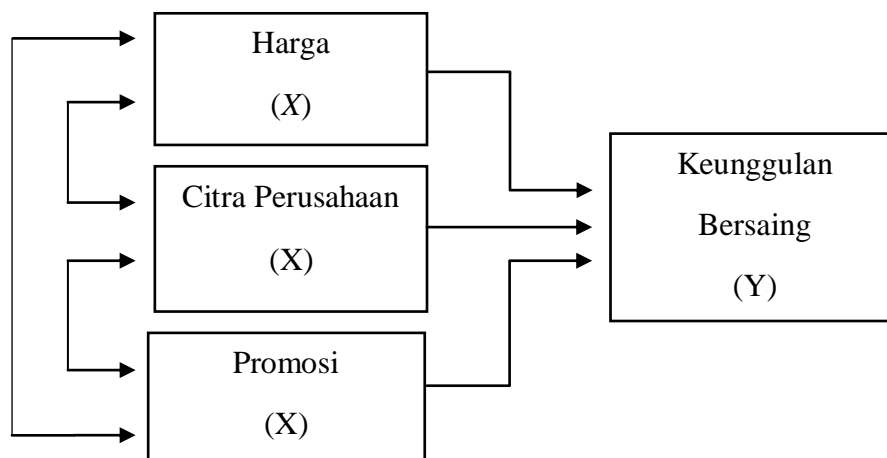 Harga
(X)
Citra Perusahaan
(X)
Promosi
(X)
Keunggulan
Bersaing
(Y)